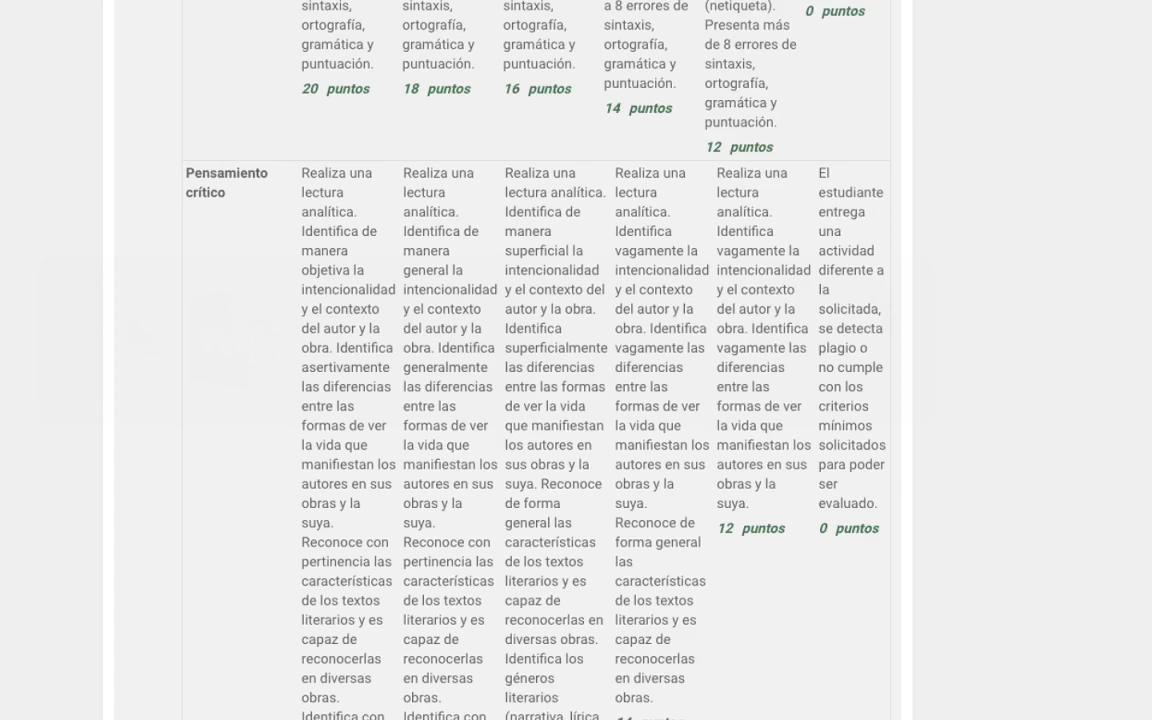 sintaxis,
ortografía,
gramática y
puntuación.
20 puntos
sintaxis,
ortografía,
gramática y
puntuación.
18 puntos
sintaxis,
ortografía,
gramática y
puntuación.
16 puntos
a 8 errores de
sintaxis,
ortografía,
gramática y
puntuación.
14 puntos
(netiqueta).
Presenta más
de 8 errores de
sintaxis,
ortografía,
gramática y
puntuación.
12 puntos
0 puntos
Pensamiento
crítico
Realiza una
lectura
analítica.
Identifica de
manera
objetiva la
intencionalidad
y el contexto
del autor y la
obra. Identifica
asertivamente
las diferencias
entre las
formas de ver
la vida que
manifiestan los
autores en sus
obras y la
suya.
Reconoce con
pertinencia las
características
de los textos
literarios y es
capaz de
reconocerlas
en diversas
obras.
Identifica con
Realiza una
lectura
analítica.
Identifica de
manera
general la
intencionalidad
y el contexto
del autor y la
obra. Identifica
generalmente
las diferencias
entre las
formas de ver
la vida que
manifiestan los
autores en sus
obras y la
suya.
Reconoce con
pertinencia las
características
de los textos
literarios y es
capaz de
reconocerlas
en diversas
obras.
Identifica con
Realiza una
lectura analítica.
Identifica de
manera
superficial la
intencionalidad
y el contexto del
autor y la obra.
Identifica
superficialmente
las diferencias
entre las formas
de ver la vida
que manifiestan
los autores en
sus obras y la
suya. Reconoce
de forma
general las
características
de los textos
literarios y es
capaz de
reconocerlas en
diversas obras.
Identifica los
géneros
literarios
(narrativa, lírica
Realiza una
lectura
analítica.
Identifica
vagamente la
intencionalidad
y el contexto
del autor y la
obra. Identifica
vagamente las
diferencias
entre las
formas de ver
la vida que
manifiestan los
autores en sus
obras y la
suya.
Reconoce de
forma general
las
características
de los textos
literarios y es
capaz de
reconocerlas
en diversas
obras.
14 puntos
Realiza una
lectura
analítica.
Identifica
vagamente la
intencionalidad
y el contexto
del autor y la
obra. Identifica
vagamente las
diferencias
entre las
formas de ver
la vida que
manifiestan los
autores en sus
obras y la
suya.
12 puntos
El
estudiante
entrega
una
actividad
diferente a
la
solicitada,
se detecta
plagio o
no cumple
con los
criterios
mínimos
solicitados
para poder
ser
evaluado.
0 puntos